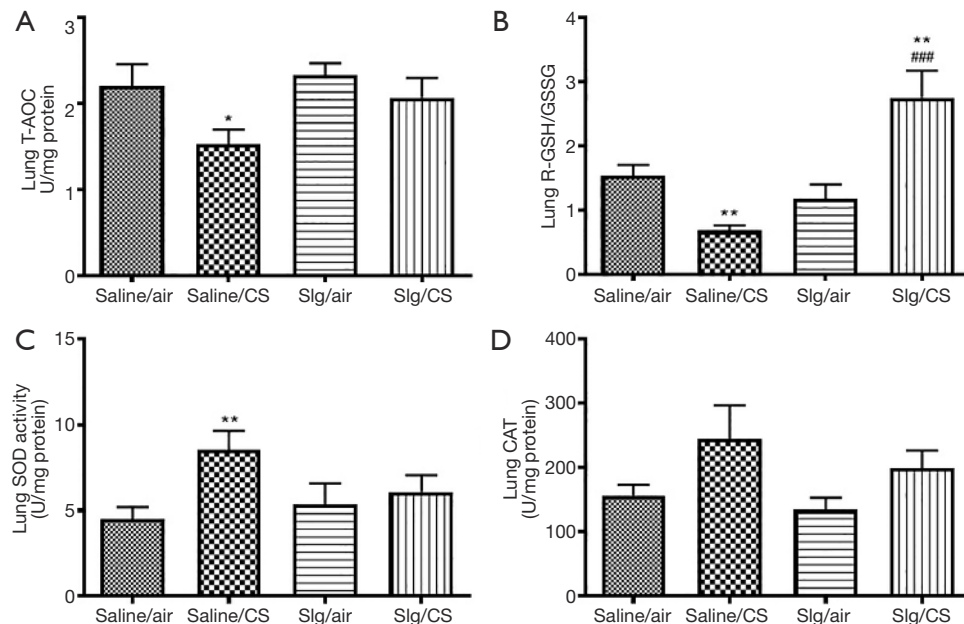 A
Lung T-AOC
U/mg protein
3
2
1
0
*
Saline/air Saline/CS Slg/air Slg/CS
B
Lung R-GSH/GSSG
4
3
2
1
0
**
**
###
Saline/air Saline/CS Slg/air Slg/CS
C
Lung SOD activity
(U/mg protein)
15
10
5
0
**
Saline/air Saline/CS Slg/air Slg/CS
D
Lung CAT
(U/mg protein)
400
300
200
100
0
Saline/air Saline/CS Slg/air Slg/CS